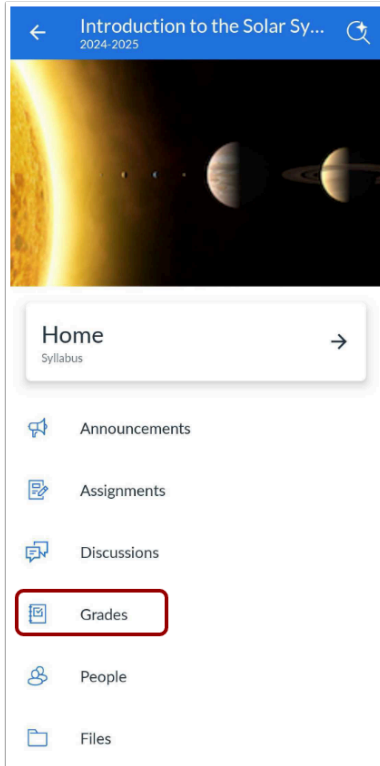 Introduction to the Solar Sy...
2024-2025
Home
Syllabus
Announcements
Assignments
Discussions
Grades
People
Files